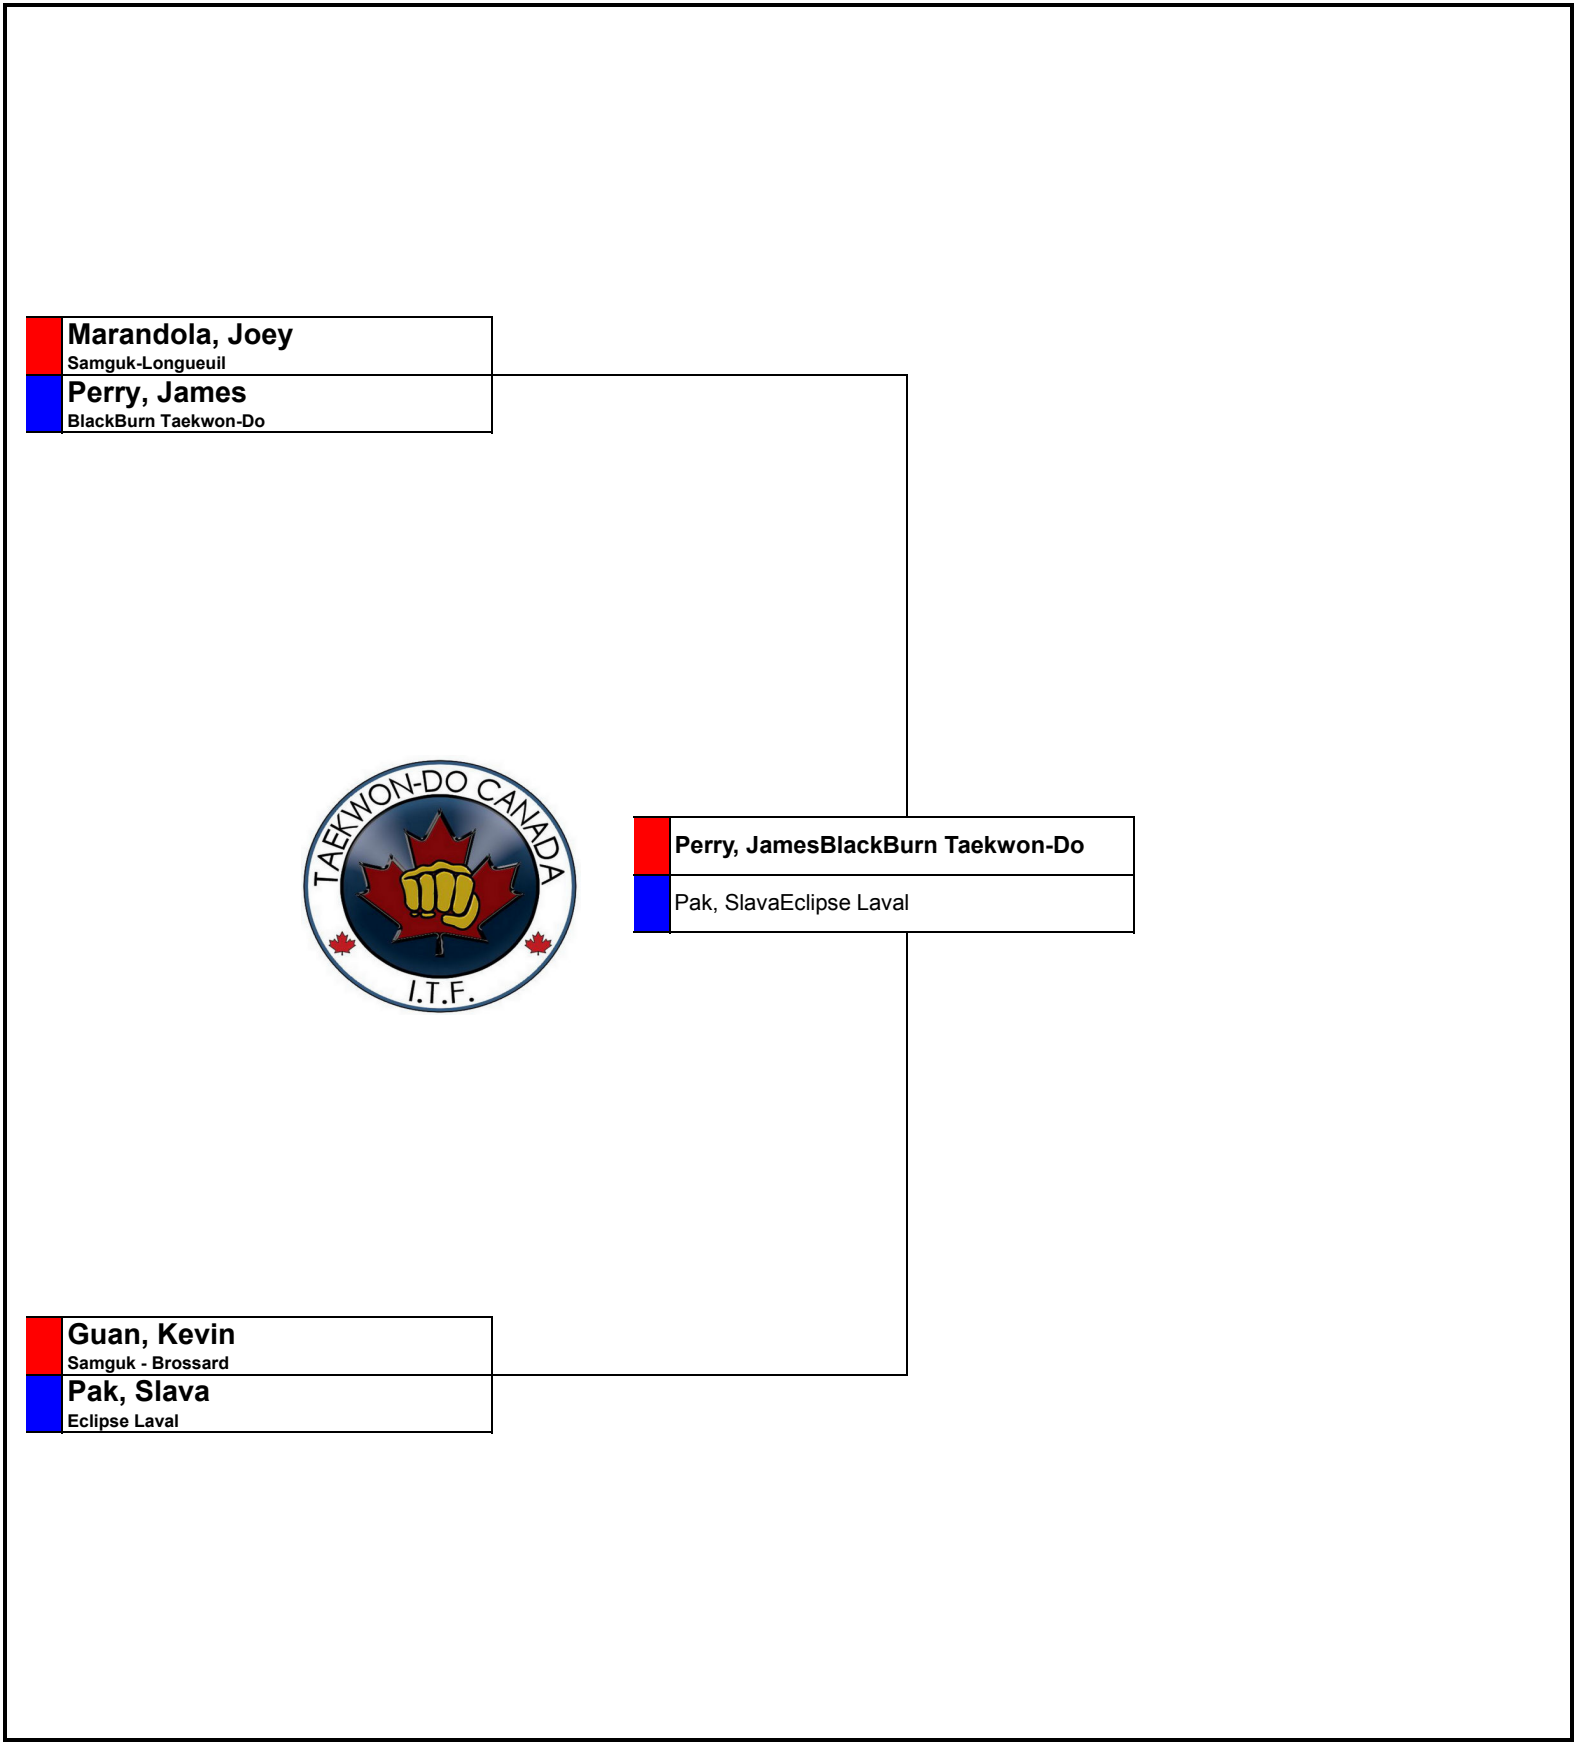 Marandola, Joey
Samguk-Longueuil
Perry, James
BlackBurn Taekwon-Do
TAEKWON-DO CANADA
I.T.F.
Perry, JamesBlackBurn Taekwon-Do
Pak, SlavaEclipse Laval
Guan, Kevin
Samguk - Brossard
Pak, Slava
Eclipse Laval